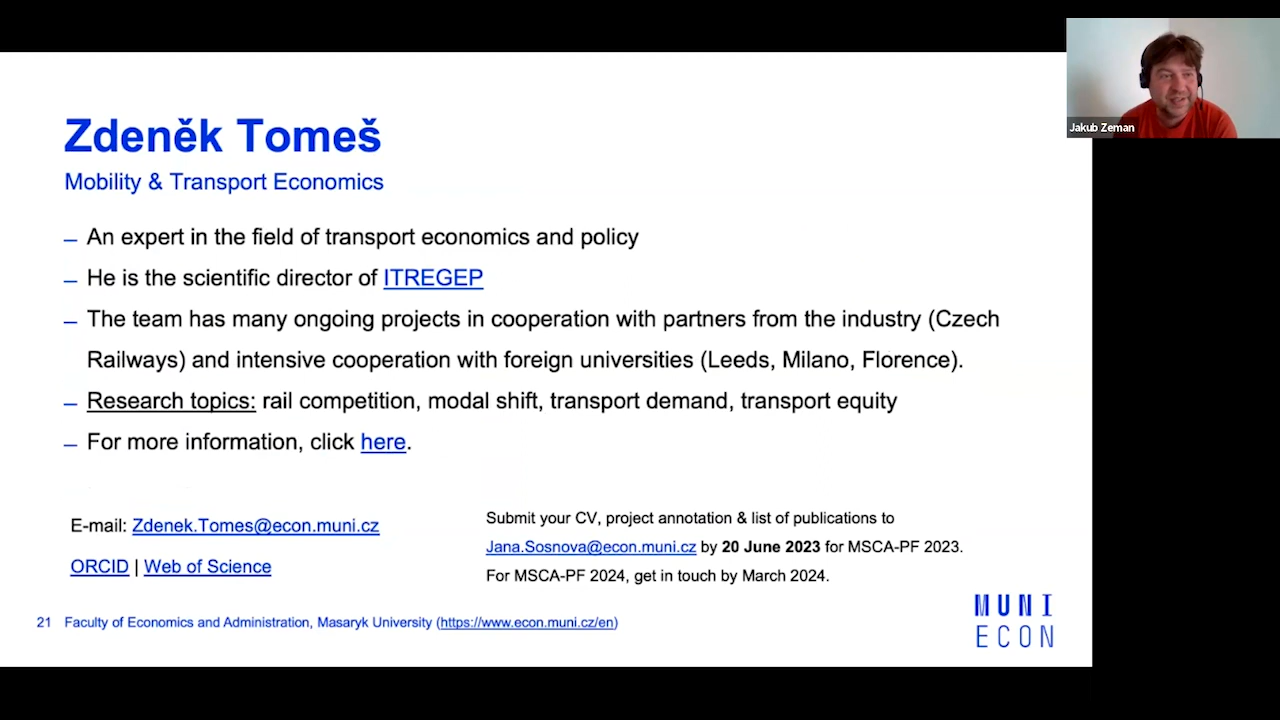 Jakub Zeman
Zdeněk Tomeš
Mobility & Transport Economics
– An expert in the field of transport economics and policy
– He is the scientific director of ITREGEP
– The team has many ongoing projects in cooperation with partners from the industry (Czech
Railways) and intensive cooperation with foreign universities (Leeds, Milano, Florence).
– Research topics: rail competition, modal shift, transport demand, transport equity
– For more information, click here.
E-mail: Zdenek.Tomes@econ.muni.cz
ORCID | Web of Science
Submit your CV, project annotation & list of publications to
Jana.Sosnova@econ.muni.cz by 20 June 2023 for MSCA-PF 2023.
For MSCA-PF 2024, get in touch by March 2024.
21 Faculty of Economics and Administration, Masaryk University (https://www.econ.muni.cz/en)
MUNI
ECON